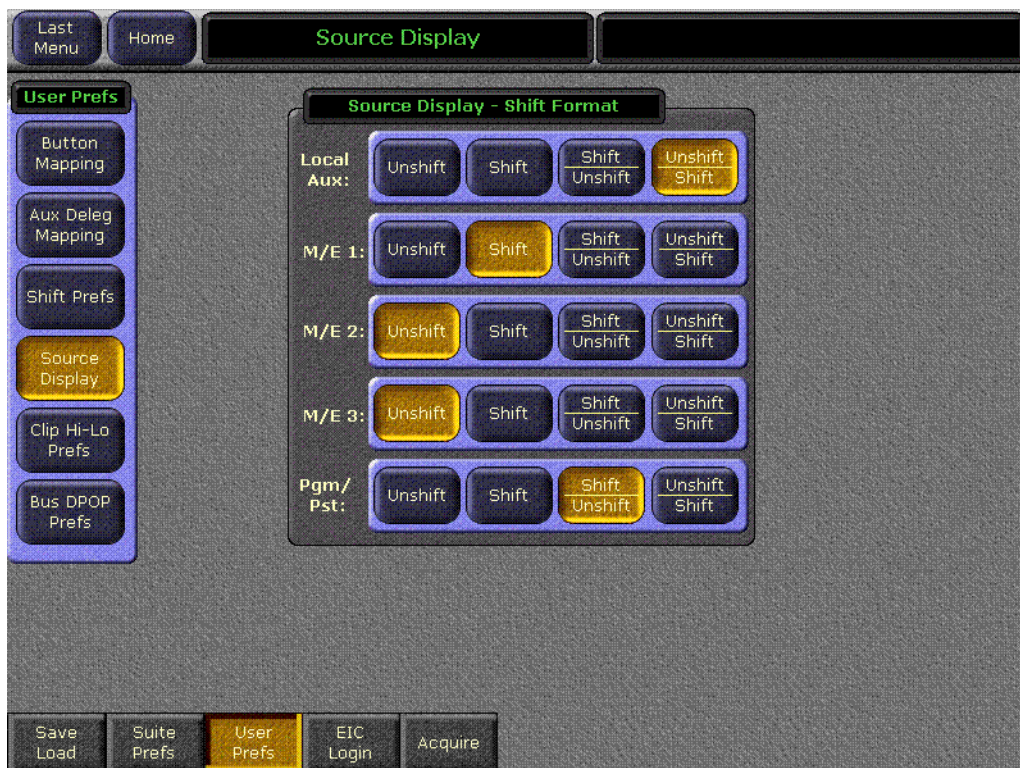 Last
Menu
Home
Source Display
User Prefs
Button
Mapping
Aux Deleg
Mapping
Shift Prefs
Source
Display
Clip Hi-Lo
Prefs
Bus DPOP
Prefs
Source Display - Shift Format
Local
Aux:
Unshift
Shift
Shift
Unshift
Unshift
Shift
M/E 1:
Unshift
Shift
Shift
Unshift
Unshift
Shift
M/E 2:
Unshift
Shift
Shift
Unshift
Unshift
Shift
M/E 3:
Unshift
Shift
Shift
Unshift
Unshift
Shift
Pgm/
Pst:
Unshift
Shift
Shift
Unshift
Unshift
Shift
Save
Load
Suite
Prefs
User
Prefs
EIC
Login
Acquire